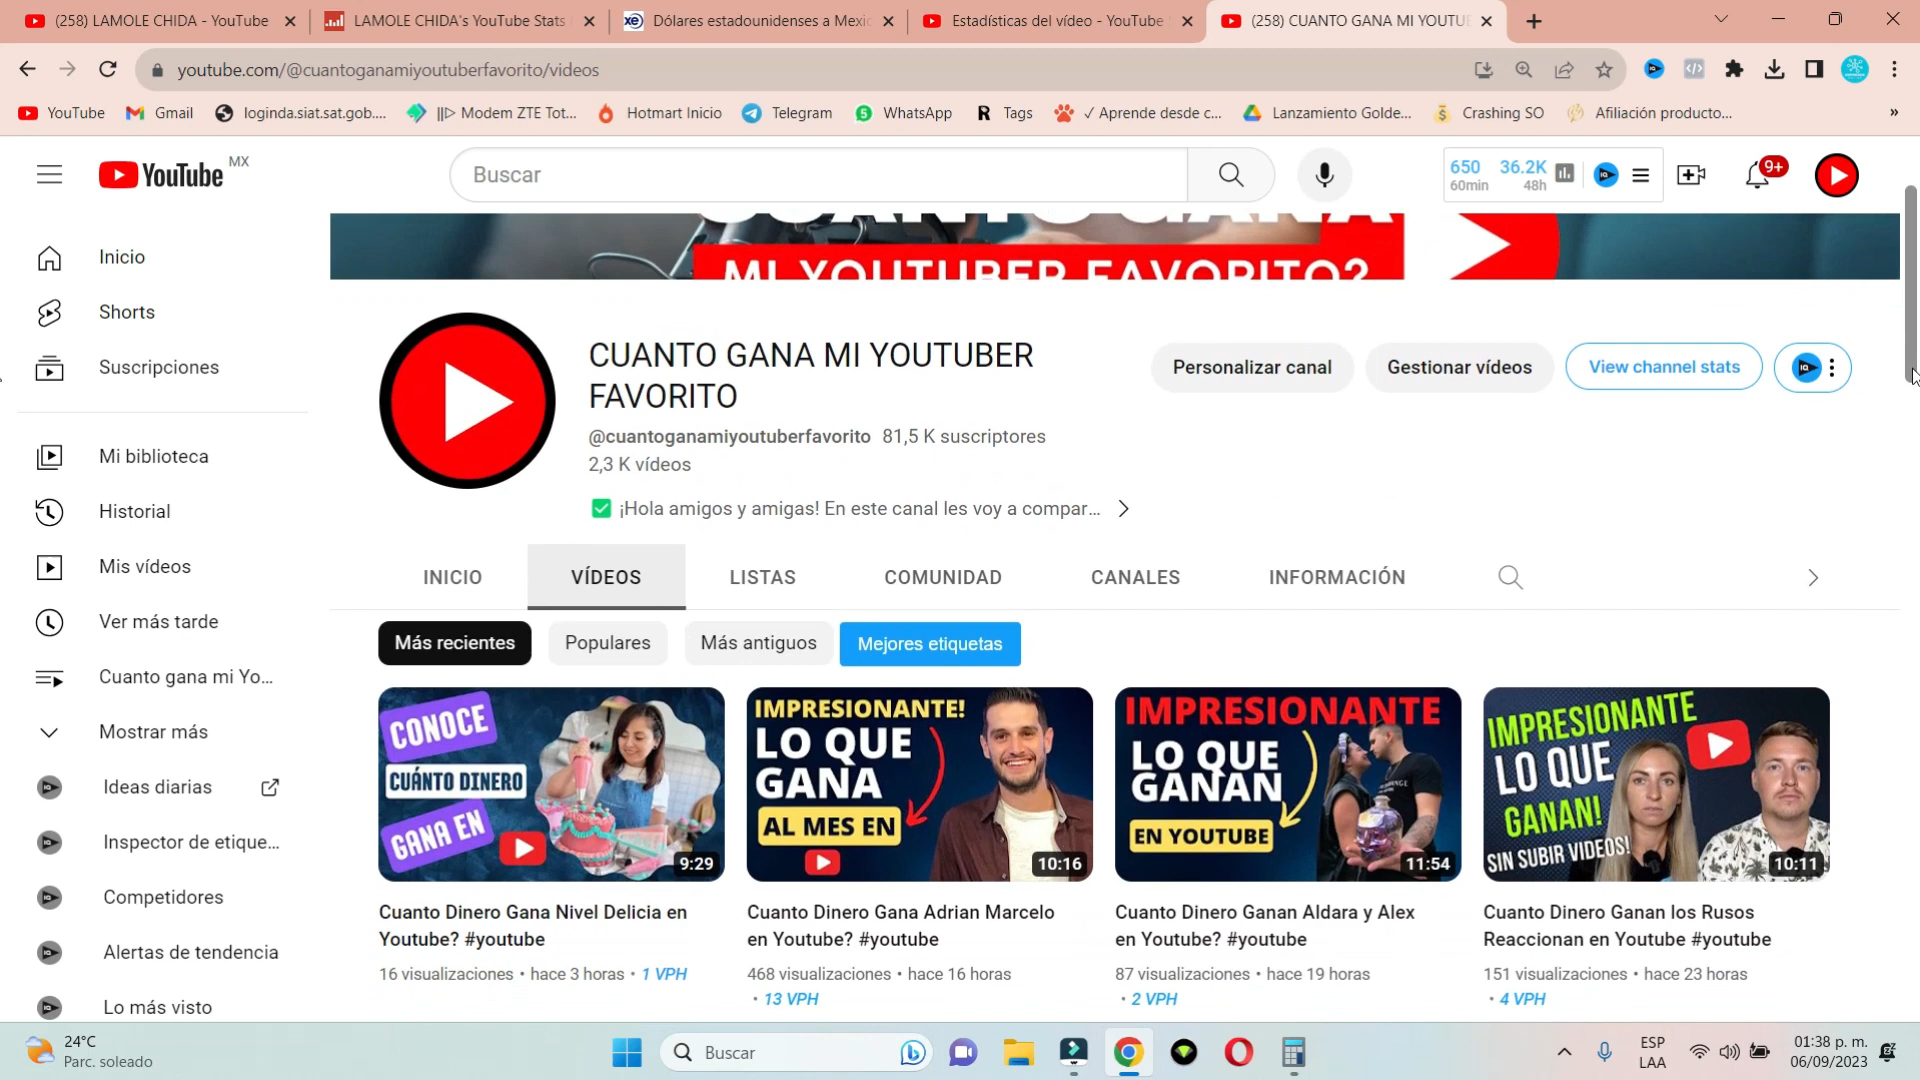 (258) LAMOLE CHIDA - YouTube
LAMOLE CHIDA's YouTube Stats
xe Dólares estadounidenses a Mexic
Estadísticas del vídeo - YouTube
(258) CUANTO GANA MI YOUTU
youtube.com/@cuantoganamiyoutuberfavorito/videos
YouTube
Gmail
loginda.siat.sat.gob....
||▷ Modem ZTE Tot...
Hotmart Inicio
Telegram
5 WhatsApp
R Tags
✓ Aprende desde c...
Lanzamiento Golde...
Crashing SO
Afiliación producto...
»
YouTube MX
Buscar
650 36.2K
60min 48h
9+
CUANTO GANA
MI YOUTUBER FAVORITO?
Inicio
Shorts
Suscripciones
Mi biblioteca
Historial
Mis vídeos
Ver más tarde
Cuanto gana mi Yo...
Mostrar más
Ideas diarias
Inspector de etique...
Competidores
Alertas de tendencia
Lo más visto
CUANTO GANA MI YOUTUBER
FAVORITO
@cuantoganamiyoutuberfavorito 81,5 K suscriptores
2,3 K vídeos
✅ ¡Hola amigos y amigas! En este canal les voy a compar...
Personalizar canal
Gestionar vídeos
View channel stats
INICIO
VÍDEOS
LISTAS
COMUNIDAD
CANALES
INFORMACIÓN
Más recientes
Populares
Más antiguos
Mejores etiquetas
CONOCE
CUÁNTO DINERO
GANA EN
9:29
Cuanto Dinero Gana Nivel Delicia en
Youtube? #youtube
16 visualizaciones • hace 3 horas • 1 VPH
IMPRESIONANTE!
LO QUE
GANA
AL MES EN
10:16
Cuanto Dinero Gana Adrian Marcelo
en Youtube? #youtube
468 visualizaciones • hace 16 horas
• 13 VPH
IMPRESIONANTE
LO QUE
GANAN
EN YOUTUBE
11:54
Cuanto Dinero Ganan Aldara y Alex
en Youtube? #youtube
87 visualizaciones • hace 19 horas
• 2 VPH
IMPRESIONANTE
LO QUE
GANAN!
SIN SUBIR VIDEOS!
10:11
Cuanto Dinero Ganan los Rusos
Reaccionan en Youtube #youtube
151 visualizaciones • hace 23 horas
• 4 VPH
24°C
Parc. soleado
Buscar
ESP
LAA
01:38 p. m.
06/09/2023